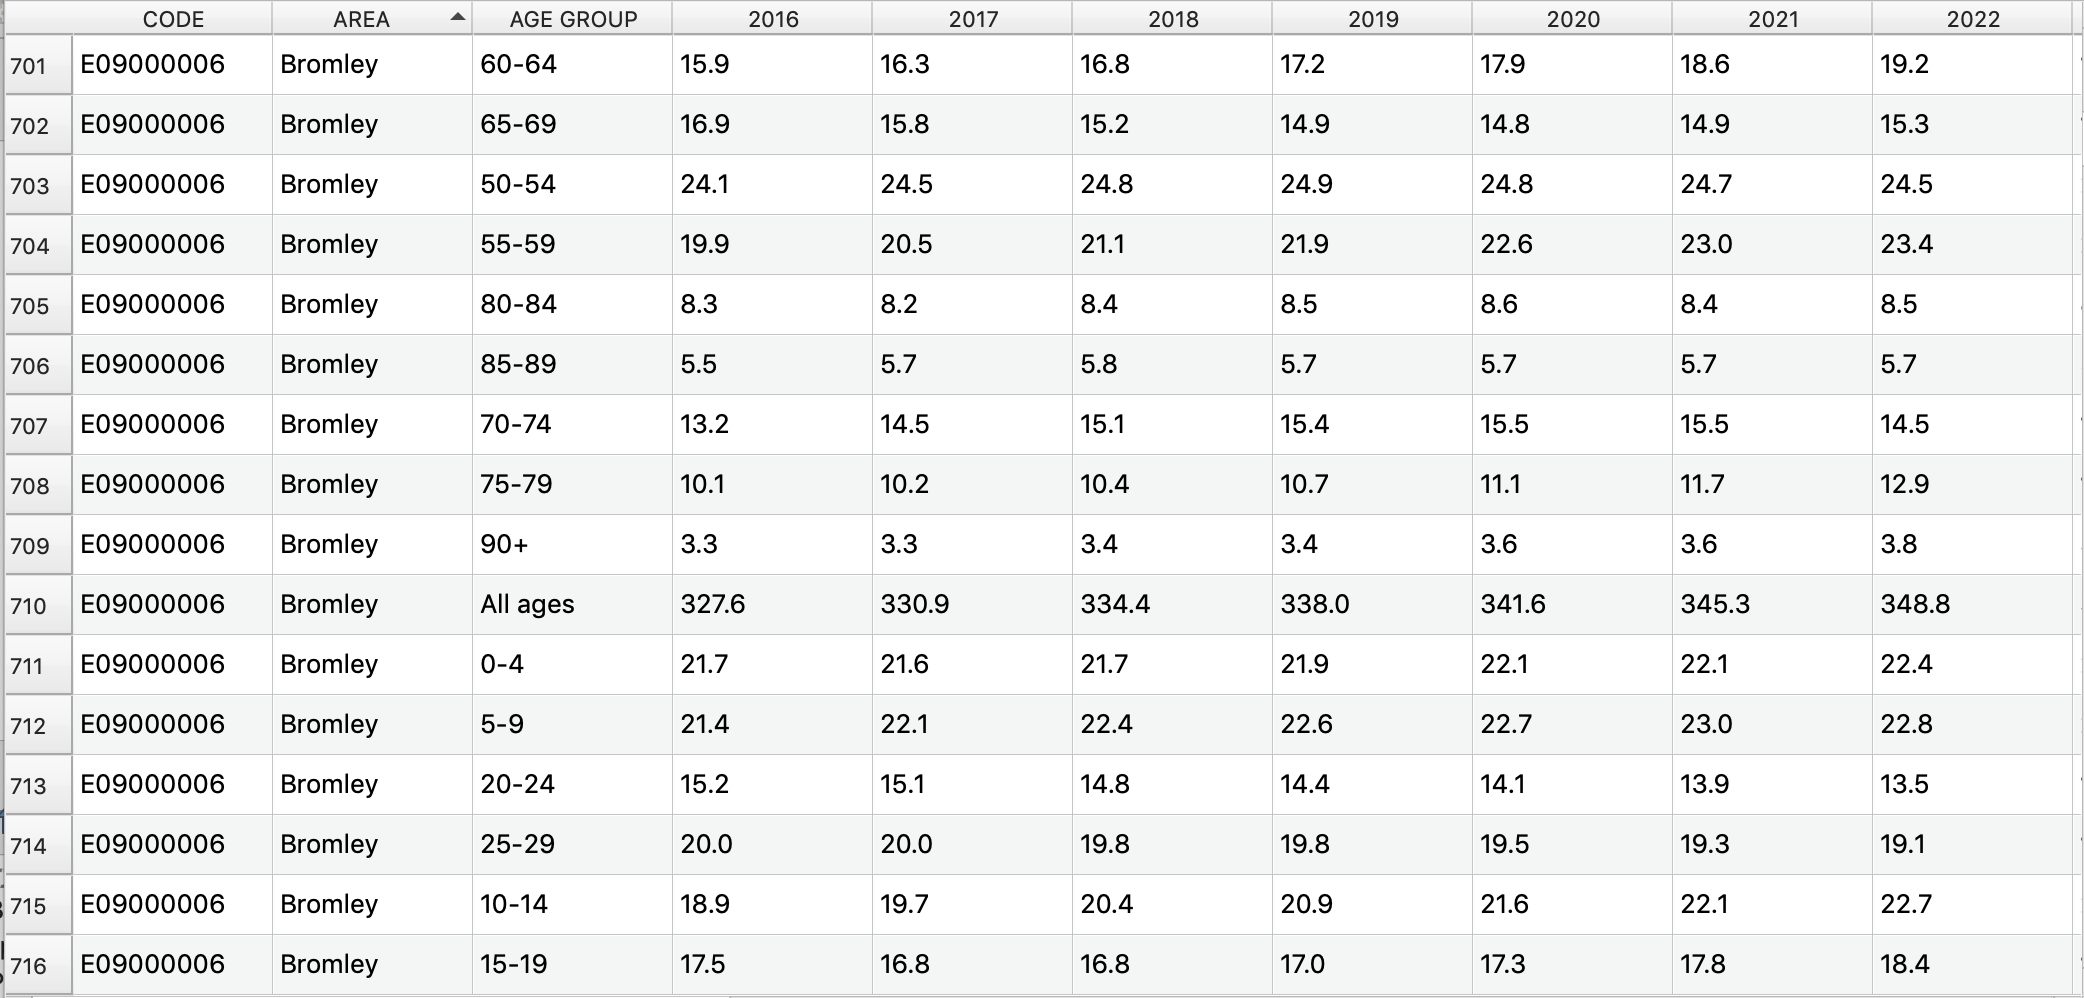 CODE AREA AGE GROUP 2016 2017 2018 2019 2020 2021 2022
701 E09000006 Bromley 60-64 15.9 16.3 16.8 17.2 17.9 18.6 19.2
702 E09000006 Bromley 65-69 16.9 15.8 15.2 14.9 14.8 14.9 15.3
703 E09000006 Bromley 50-54 24.1 24.5 24.8 24.9 24.8 24.7 24.5
704 E09000006 Bromley 55-59 19.9 20.5 21.1 21.9 22.6 23.0 23.4
705 E09000006 Bromley 80-84 8.3 8.2 8.4 8.5 8.6 8.4 8.5
706 E09000006 Bromley 85-89 5.5 5.7 5.8 5.7 5.7 5.7 5.7
707 E09000006 Bromley 70-74 13.2 14.5 15.1 15.4 15.5 15.5 14.5
708 E09000006 Bromley 75-79 10.1 10.2 10.4 10.7 11.1 11.7 12.9
709 E09000006 Bromley 90+ 3.3 3.3 3.4 3.4 3.6 3.6 3.8
710 E09000006 Bromley All ages 327.6 330.9 334.4 338.0 341.6 345.3 348.8
711 E09000006 Bromley 0-4 21.7 21.6 21.7 21.9 22.1 22.1 22.4
712 E09000006 Bromley 5-9 21.4 22.1 22.4 22.6 22.7 23.0 22.8
713 E09000006 Bromley 20-24 15.2 15.1 14.8 14.4 14.1 13.9 13.5
714 E09000006 Bromley 25-29 20.0 20.0 19.8 19.8 19.5 19.3 19.1
715 E09000006 Bromley 10-14 18.9 19.7 20.4 20.9 21.6 22.1 22.7
716 E09000006 Bromley 15-19 17.5 16.8 16.8 17.0 17.3 17.8 18.4